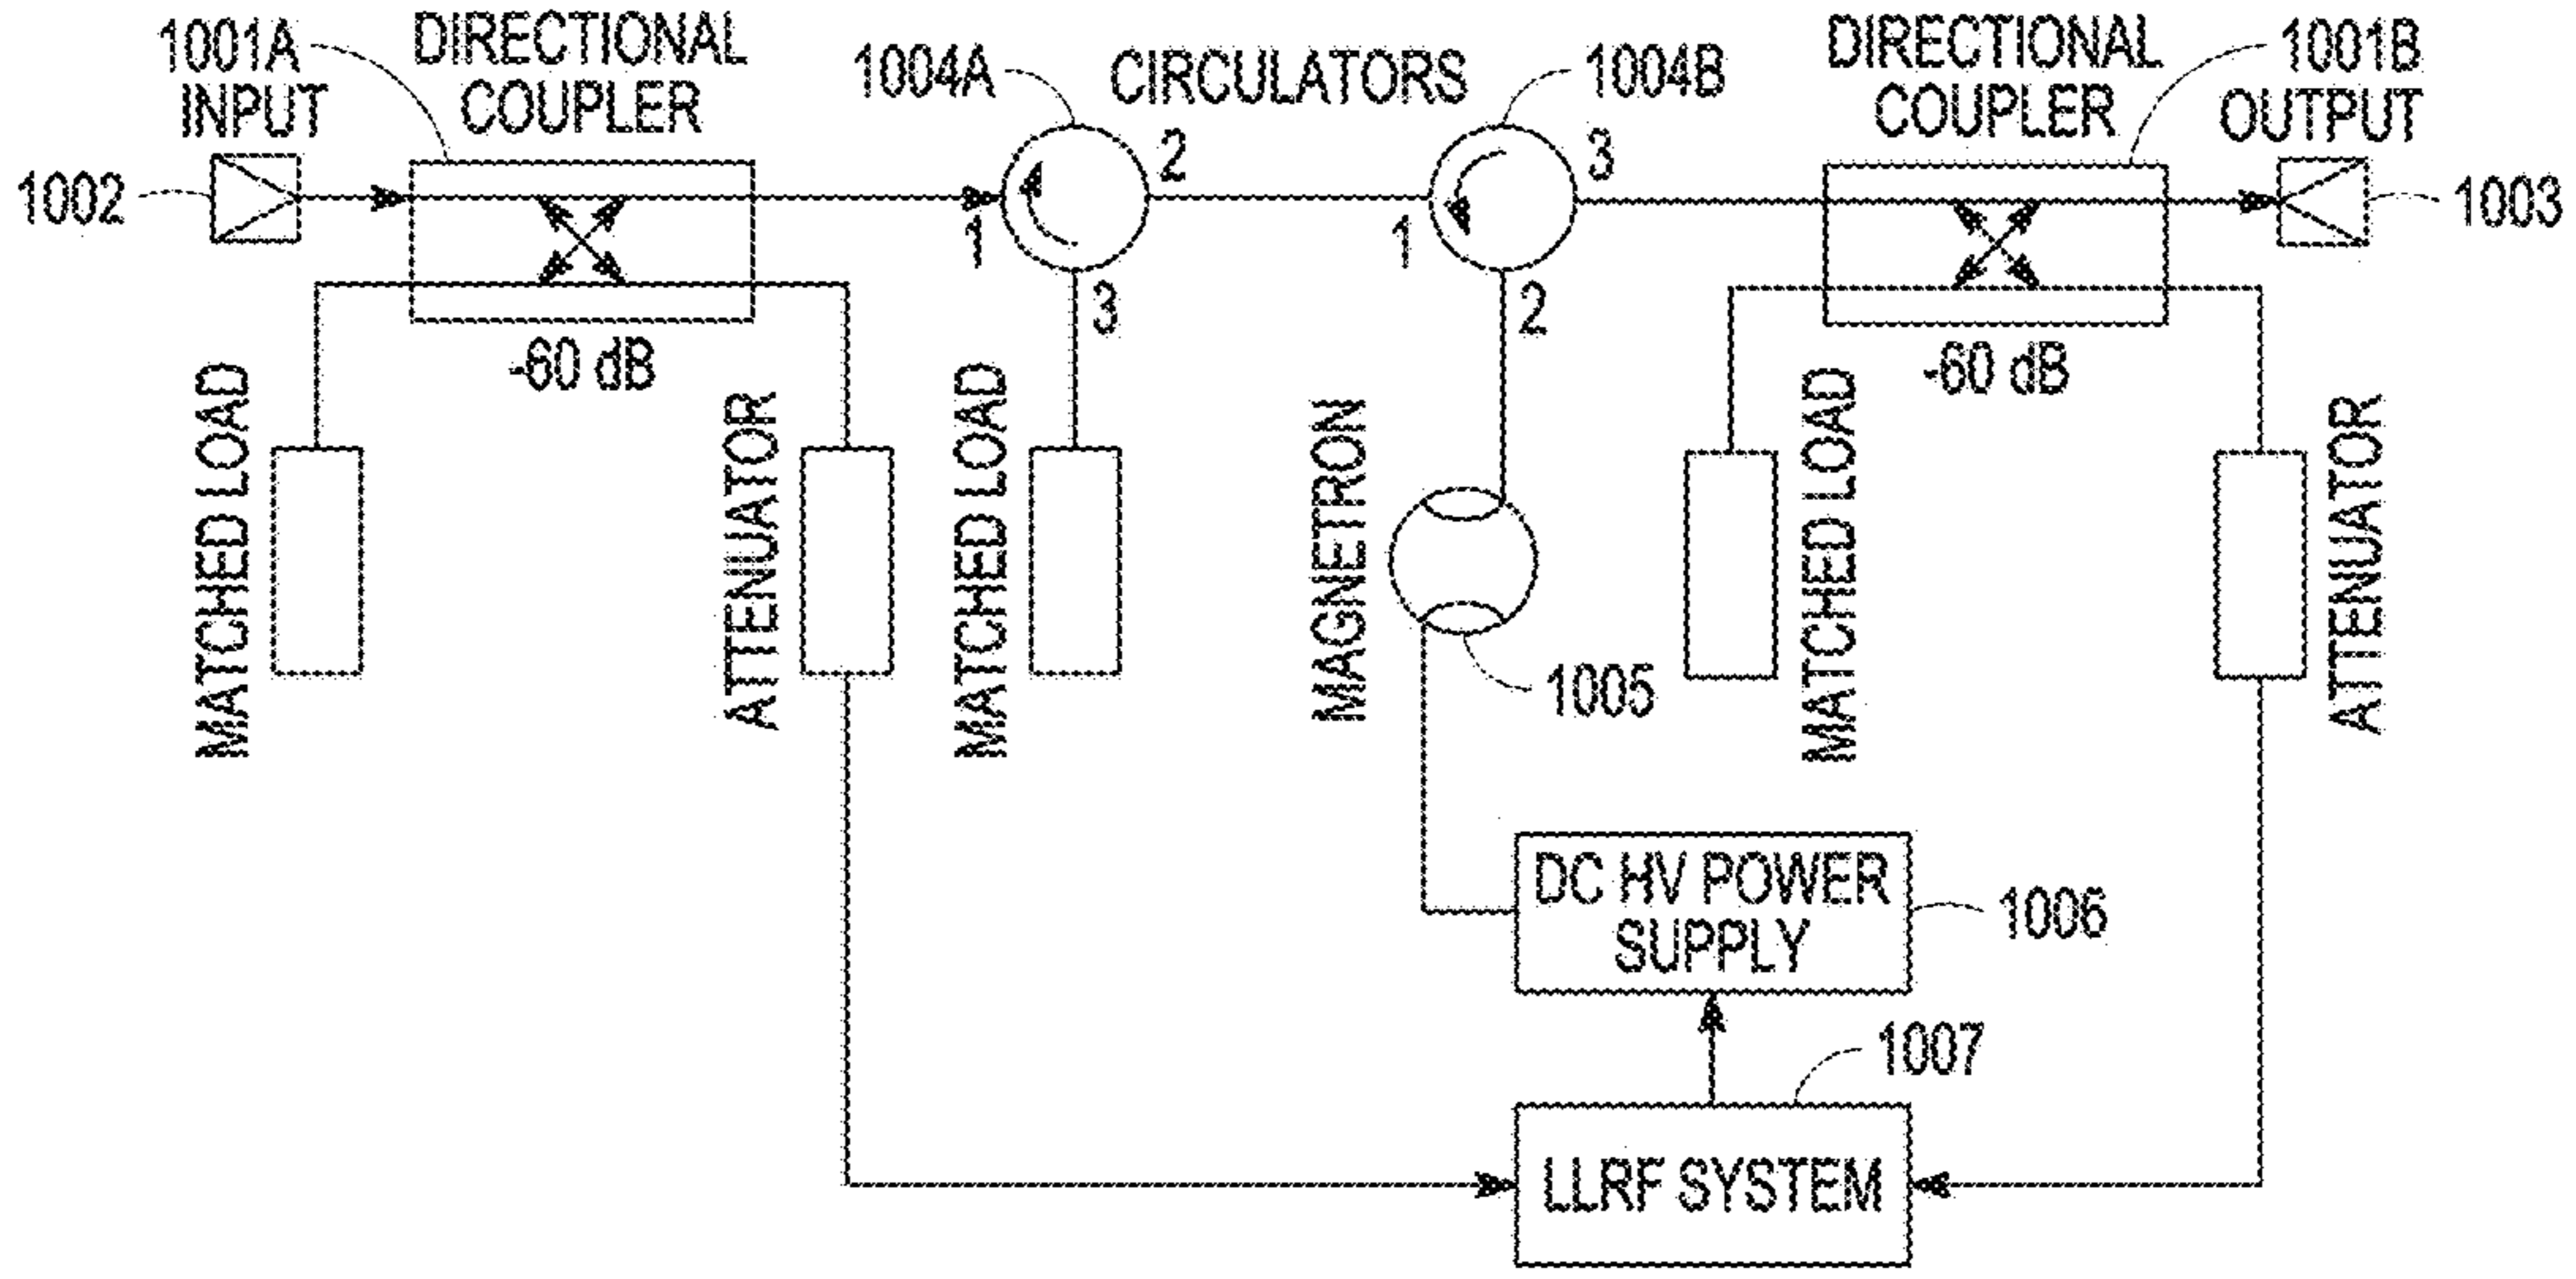 1001A
INPUT
DIRECTIONAL
COUPLER
1004A
CIRCULATORS
1004B
DIRECTIONAL
COUPLER
1001B
OUTPUT
1002
1
2
3
1
3
2
1003
-60 dB
-60 dB
MATCHED LOAD
ATTENUATOR
MATCHED LOAD
MAGNETRON
1005
MATCHED LOAD
ATTENUATOR
DC HV POWER
SUPPLY
1006
1007
LLRF SYSTEM